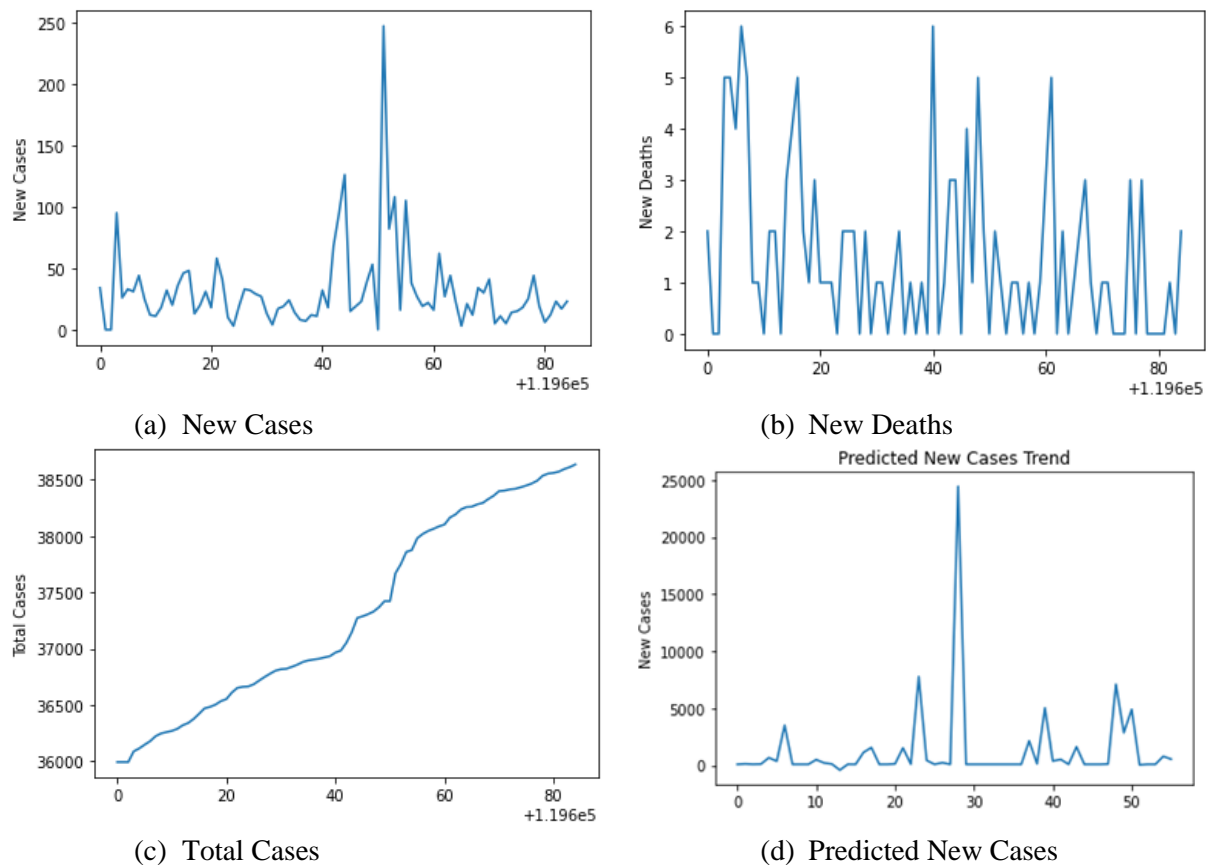 250
200
150
100
50
0
New Cases
0 20 40 60 80
+1.196e5
(a) New Cases
6
5
4
3
2
1
0
New Deaths
0 20 40 60 80
+1.196e5
(b) New Deaths
38500
38000
37500
37000
36500
36000
Total Cases
0 20 40 60 80
+1.196e5
(c) Total Cases
Predicted New Cases Trend
25000
20000
15000
10000
5000
0
New Cases
0 10 20 30 40 50
(d) Predicted New Cases